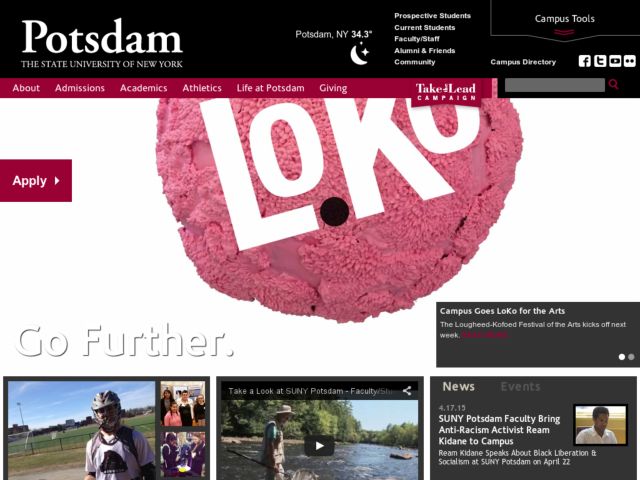 Potsdam
THE STATE UNIVERSITY OF NEW YORK
Potsdam, NY 34.3°
Prospective Students
Current Students
Faculty/Staff
Alumni & Friends
Community
Campus Directory
Campus Tools
About
Admissions
Academics
Athletics
Life at Potsdam
Giving
Take the Lead
CAMPAIGN
LoKo
Apply
Go Further.
Campus Goes LoKo for the Arts
The Lougheed-Kofoed Festival of the Arts kicks off next
week.
Take a Look at SUNY Potsdam - Faculty/
News
Events
4.17.15
SUNY Potsdam Faculty Bring
Anti-Racism Activist Ream
Kidane to Campus
Ream Kidane Speaks About Black Liberation &
Socialism at SUNY Potsdam on April 22